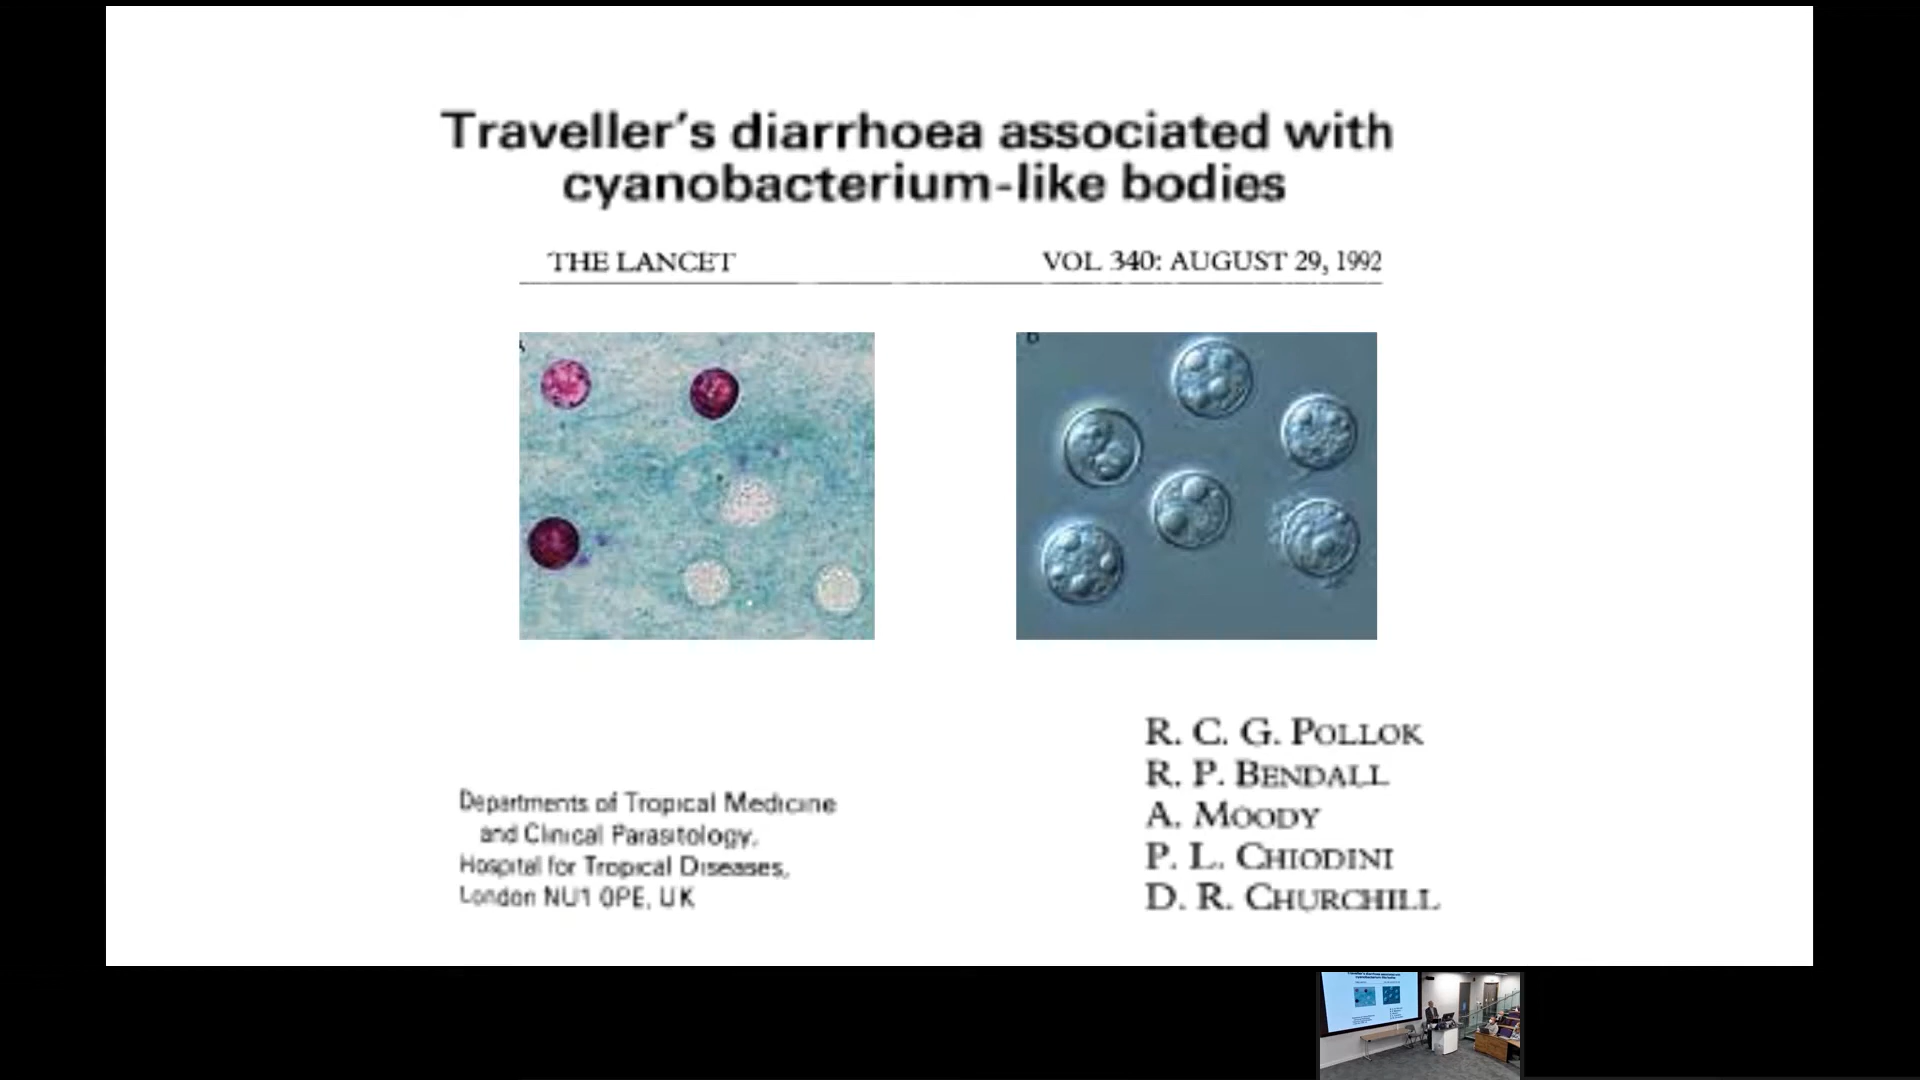 Traveller's diarrhoea associated with
cyanobacterium-like bodies
THE LANCET
VOL 340: AUGUST 29, 1992
R. C. G. POLLOK
R. P. BENDALL
A. MOODY
P. L. CHIODINI
D. R. CHURCHILL
Departments of Tropical Medicine
and Clinical Parasitology,
Hospital for Tropical Diseases,
London NU1 0PE, UK